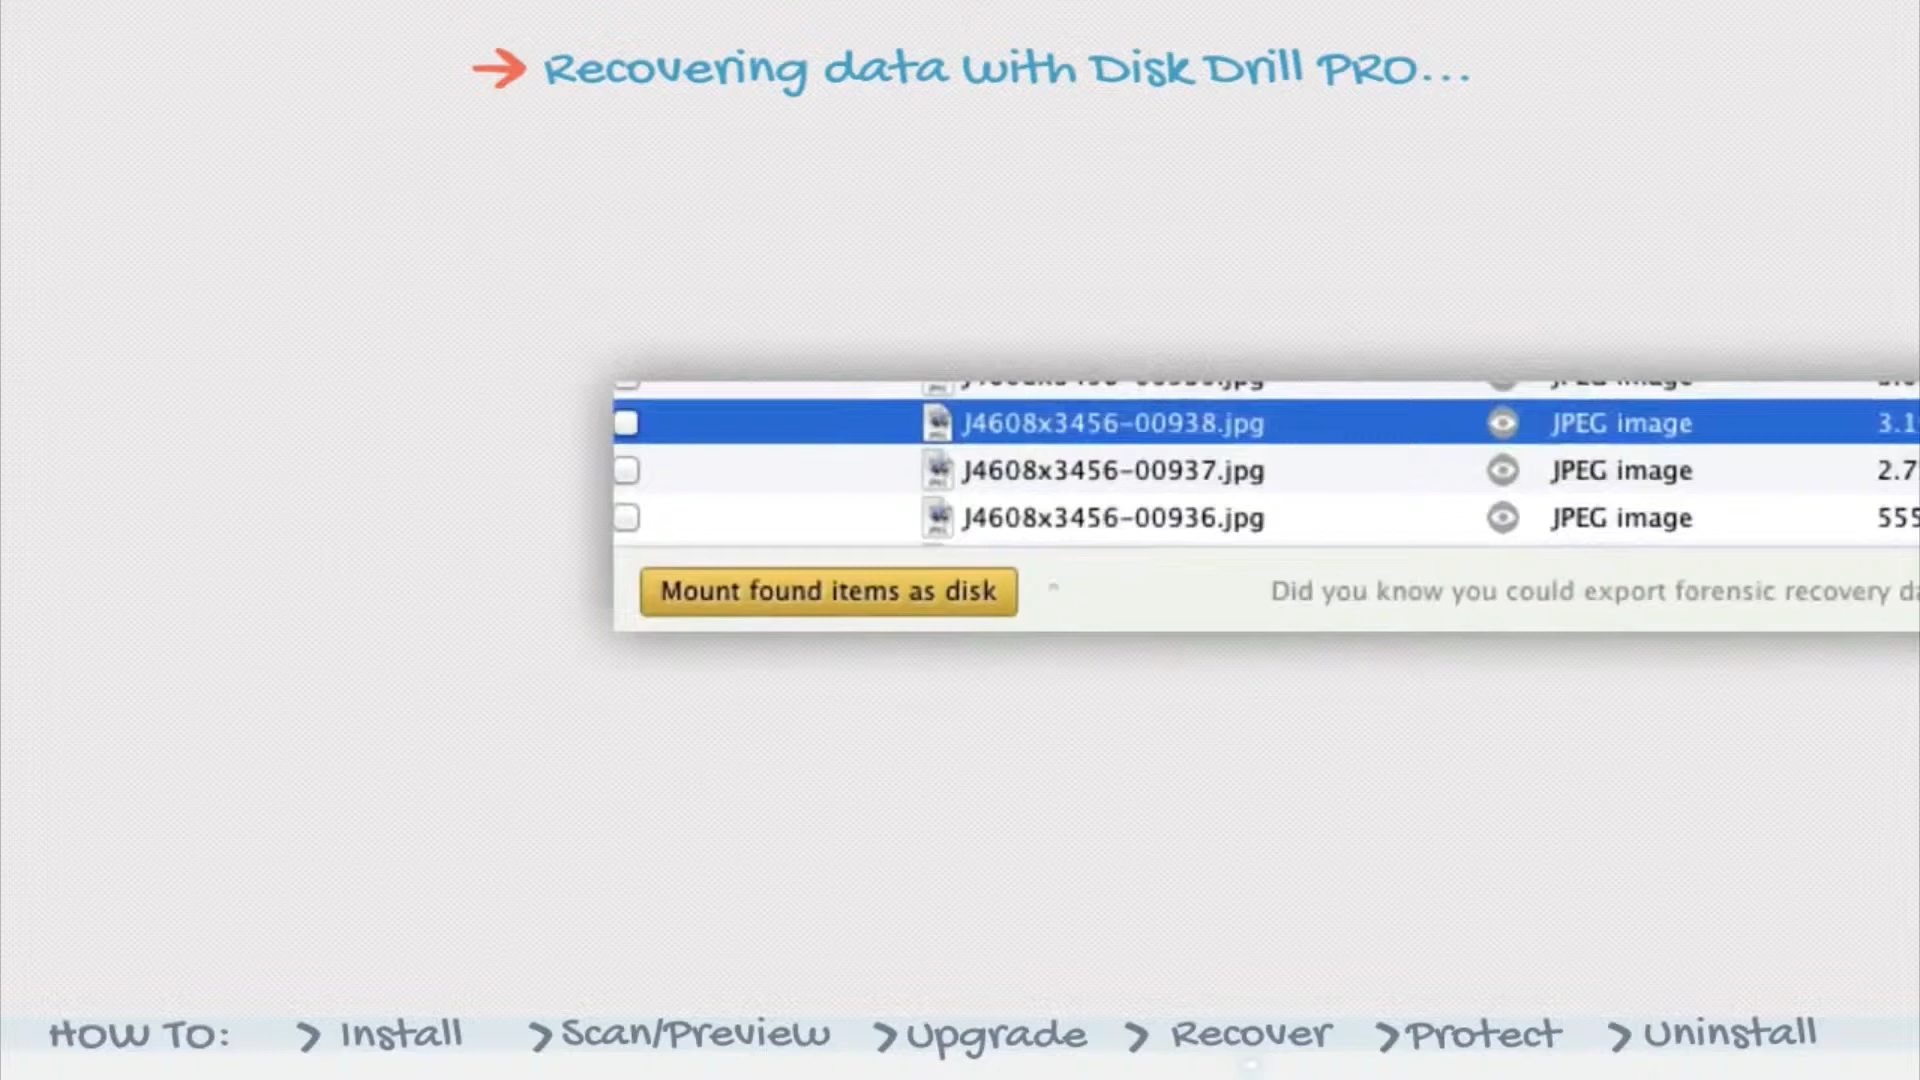 → Recovering data with Disk Drill PRO...
J4608x3456-00938.jpg JPEG image 3.1
J4608x3456-00937.jpg JPEG image 2.7
J4608x3456-00936.jpg JPEG image 555
Mount found items as disk ^ Did you know you could export forensic recovery da
HOW TO: > Install > Scan/Preview > Upgrade > Recover > Protect > Uninstall